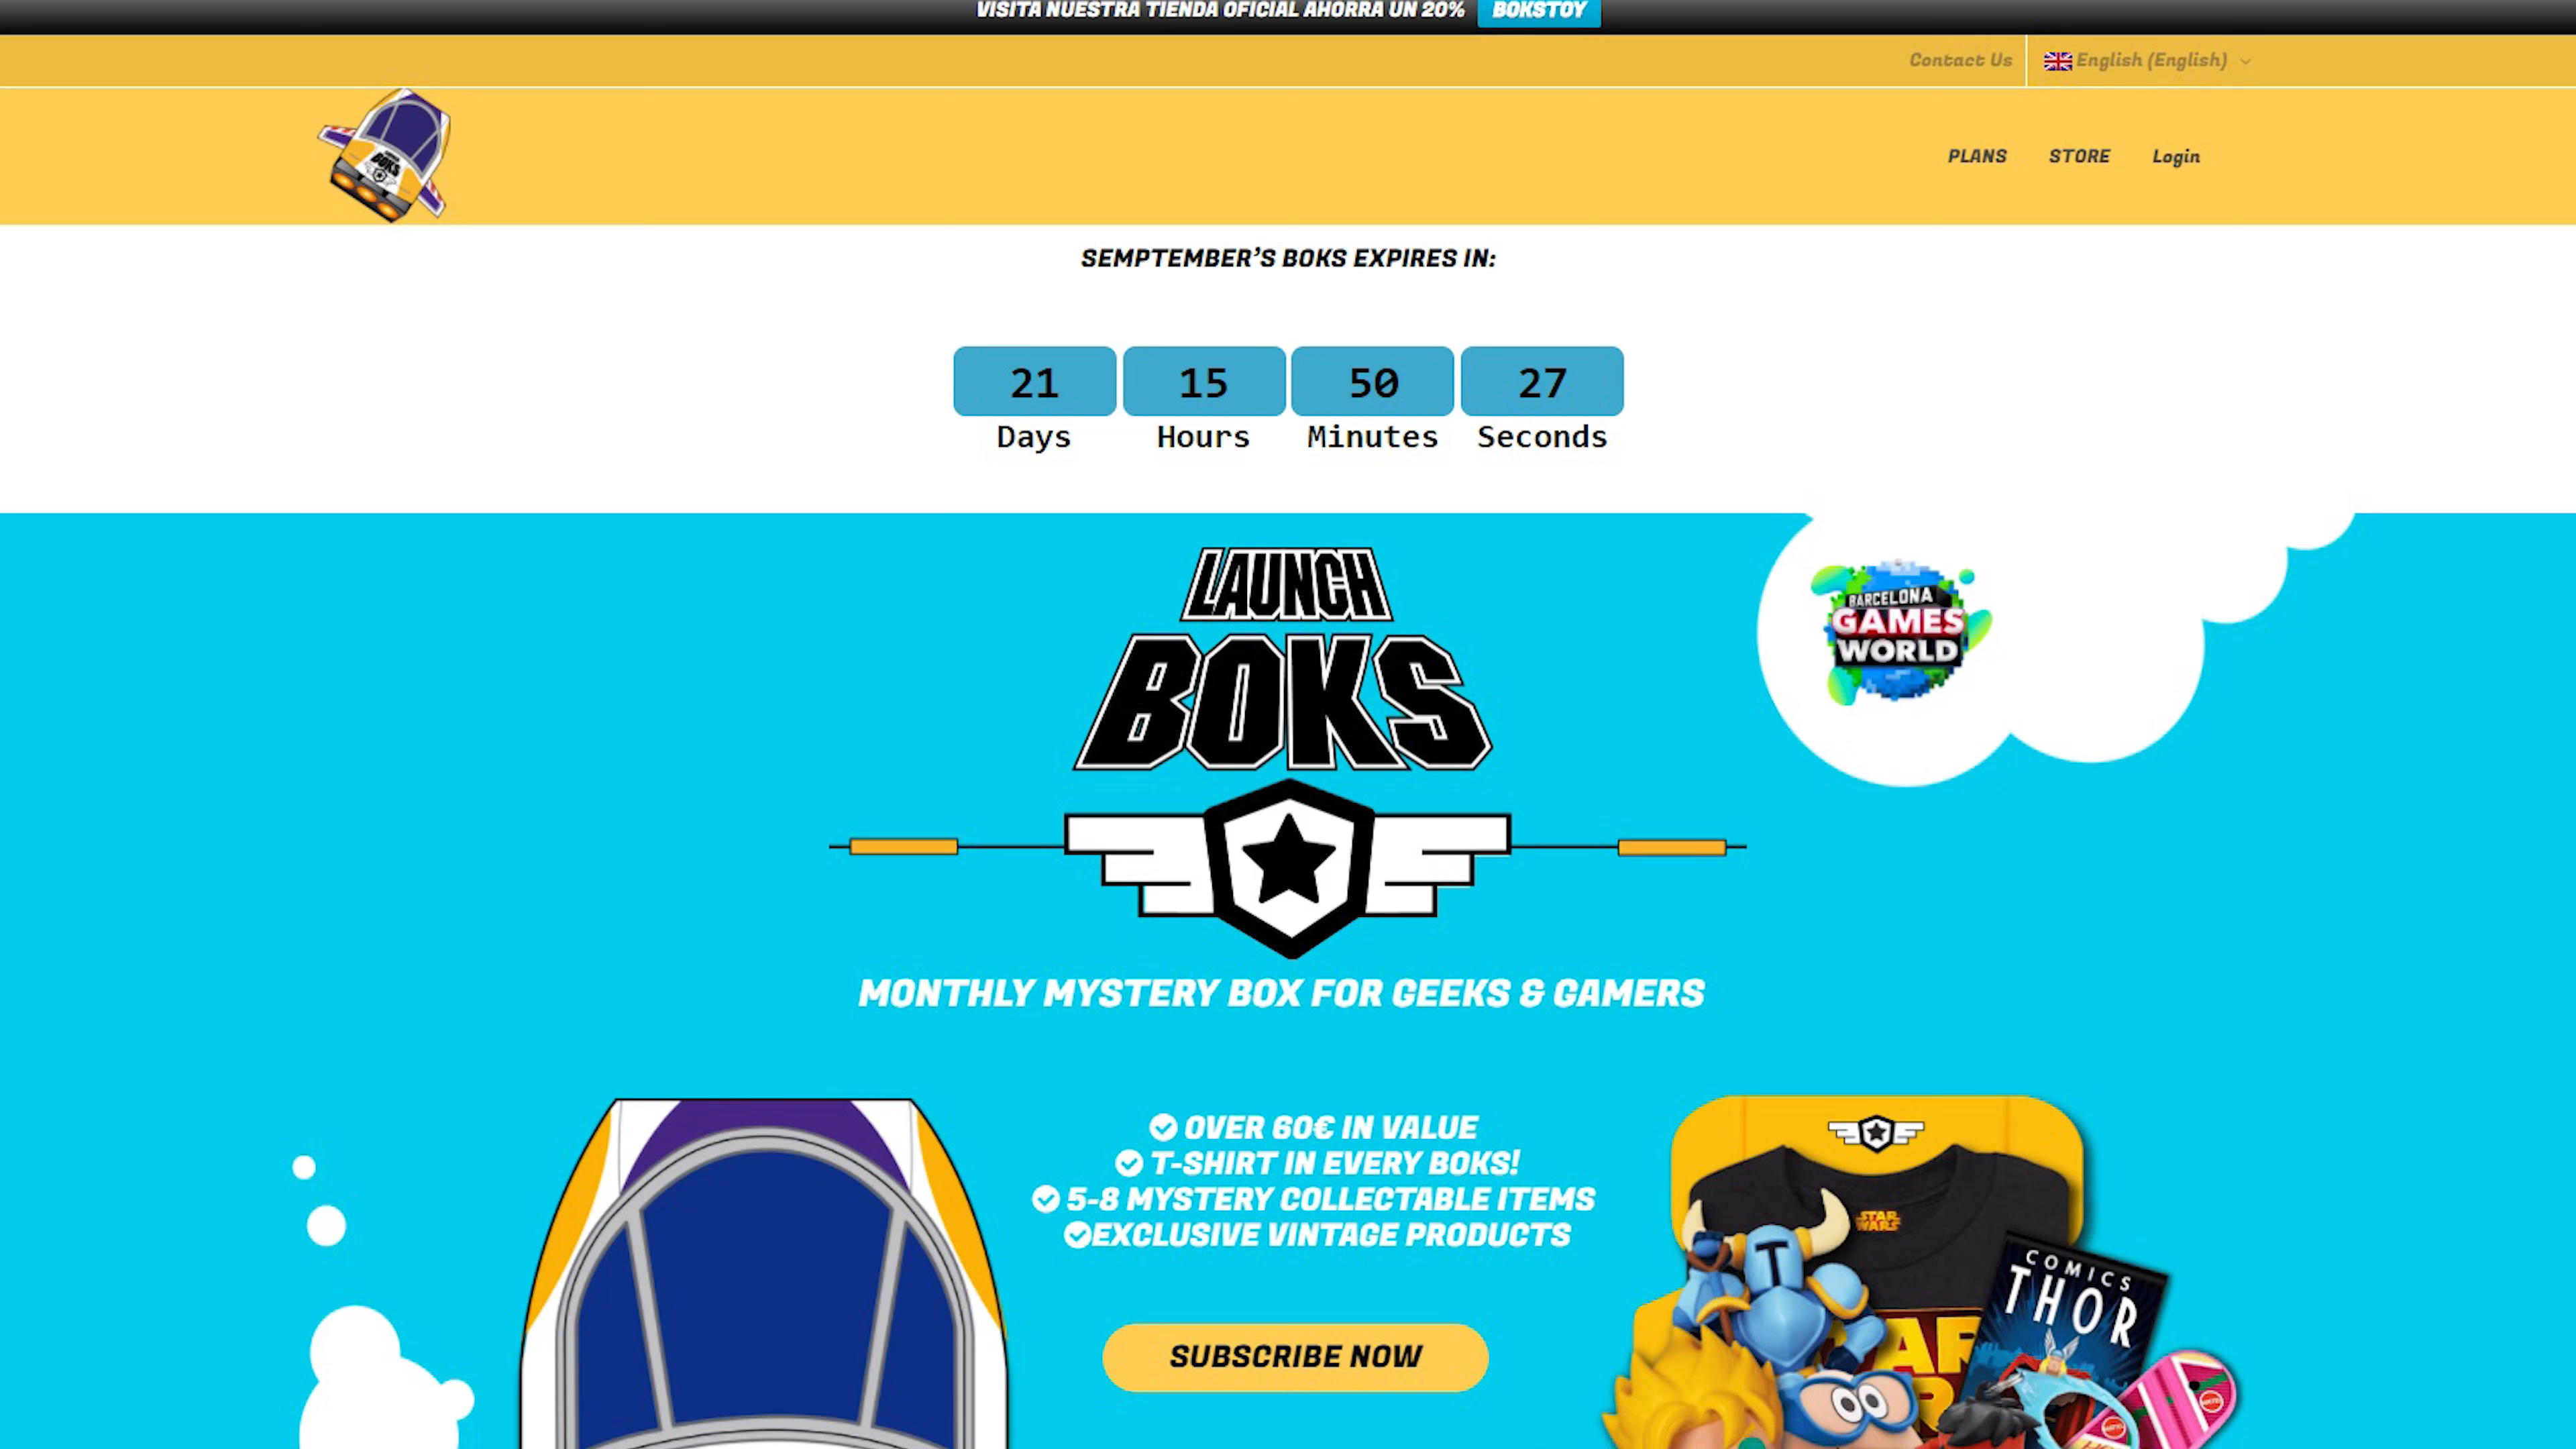 VISITA NUESTRA TIENDA OFICIAL AHORRA UN 20% BOKSTOY
Contact Us English (English)
BOKS
PLANS STORE Login
SEMPTEMBER’S BOKS EXPIRES IN:
21 15 50 27
Days Hours Minutes Seconds
LAUNCH
BOKS
BARCELONA
GAMES
WORLD
MONTHLY MYSTERY BOX FOR GEEKS & GAMERS
OVER 60€ IN VALUE
T-SHIRT IN EVERY BOKS!
5-8 MYSTERY COLLECTABLE ITEMS
EXCLUSIVE VINTAGE PRODUCTS
SUBSCRIBE NOW
STAR
WARS
COMICS
THOR